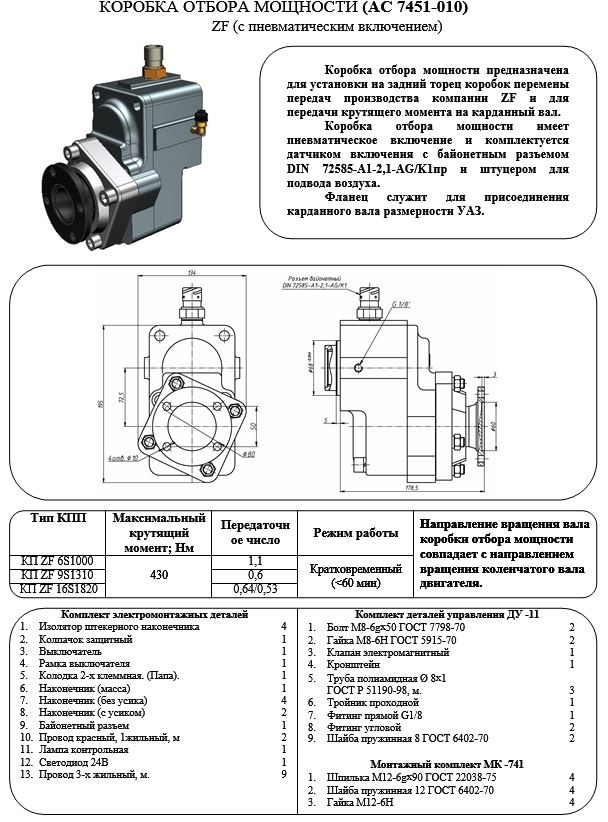 КОРОБКА ОТБОРА МОЩНОСТИ (АС 7451-010)
ZF (с пневматическим включением)
Коробка отбора мощности предназначена
для установки на задний торец коробок перемены
передач производства компании ZF и для
передачи крутящего момента на карданный вал.
Коробка отбора мощности имеет
пневматическое включение и комплектуется
датчиком включения с байонетным разъемом
DIN 72585-А1-2,1-AG/K1пр и штуцером для
подвода воздуха.
Фланец служит для присоединения
карданного вала размерности УАЗ.
134
Разъем байонетный
DIN 72585-А1-2,1-AG/K1
G 1/8"
195
72,5
50
4 отв. Ф10
Ф80
Ф68
3
5
Ф60
178,5
Тип КПП
Максимальный
крутящий
момент; Нм
Передаточн
ое число
Режим работы
Направление вращения вала
коробки отбора мощности
совпадает с направлением
вращения коленчатого вала
двигателя.
КП ZF 6S1000
КП ZF 9S1310
КП ZF 16S1820
430
1,1
0,6
0,64/0,53
Кратковременный
(<60 мин)
Комплект электромонтажных деталей
1. Изолятор штекерного наконечника 4
2. Колпачок защитный 1
3. Выключатель 1
4. Рамка выключателя 1
5. Колодка 2-х клеммная. (Папа). 1
6. Наконечник (масса) 1
7. Наконечник (без усика) 4
8. Наконечник (с усиком) 2
9. Байонетный разъем 1
10. Провод красный, 1жильный, м 2
11. Лампа контрольная 1
12. Светодиод 24В 1
13. Провод 3-х жильный, м. 9
Комплект деталей управления ДУ -11
1. Болт М8-6gх50 ГОСТ 7798-70 2
2. Гайка М8-6Н ГОСТ 5915-70 2
3. Клапан электромагнитный 1
4. Кронштейн 1
5. Труба полиамидная Ø 8х1
ГОСТ Р 51190-98, м. 3
6. Тройник проходной 1
7. Фитинг прямой G1/8 1
8. Фитинг угловой 2
9. Шайба пружинная 8 ГОСТ 6402-70 2
Монтажный комплект МК -741
1. Шпилька М12-6gх90 ГОСТ 22038-75 4
2. Шайба пружинная 12 ГОСТ 6402-70 4
3. Гайка М12-6Н 4